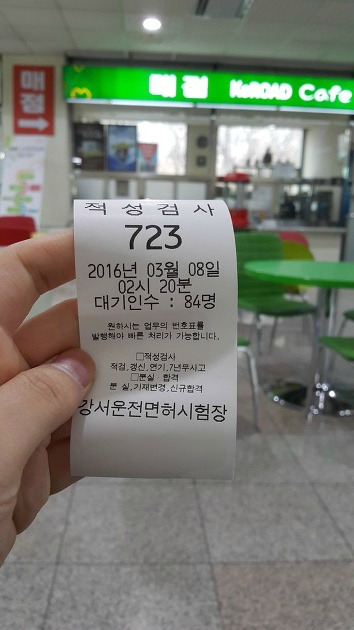 매점
매점 KoROAD Cafe
적성검사
723
2016년 03월 08일
02시 20분
대기인수 : 84명
원하시는 업무의 번호표를
발행해야 빠른 처리가 가능합니다.
□적성검사
적검,갱신,연기,7년무사고
□분실 합격
분 실,기재변경,신규합격
강서운전면허시험장